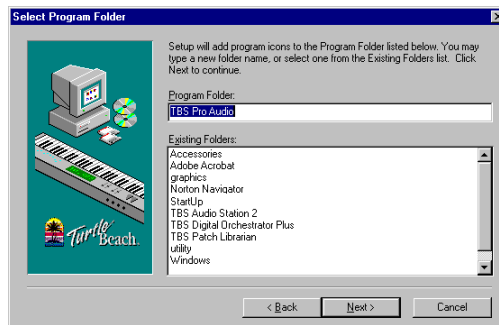 Select Program Folder
Setup will add program icons to the Program Folder listed below. You may
type a new folder name, or select one from the Existing Folders list. Click
Next to continue.
Program Folder:
TBS Pro Audio
Existing Folders:
Accessories
Adobe Acrobat
graphics
Norton Navigator
StartUp
TBS Audio Station 2
TBS Digital Orchestrator Plus
TBS Patch Librarian
utility
Windows
Turtle
Beach
< Back
Next >
Cancel